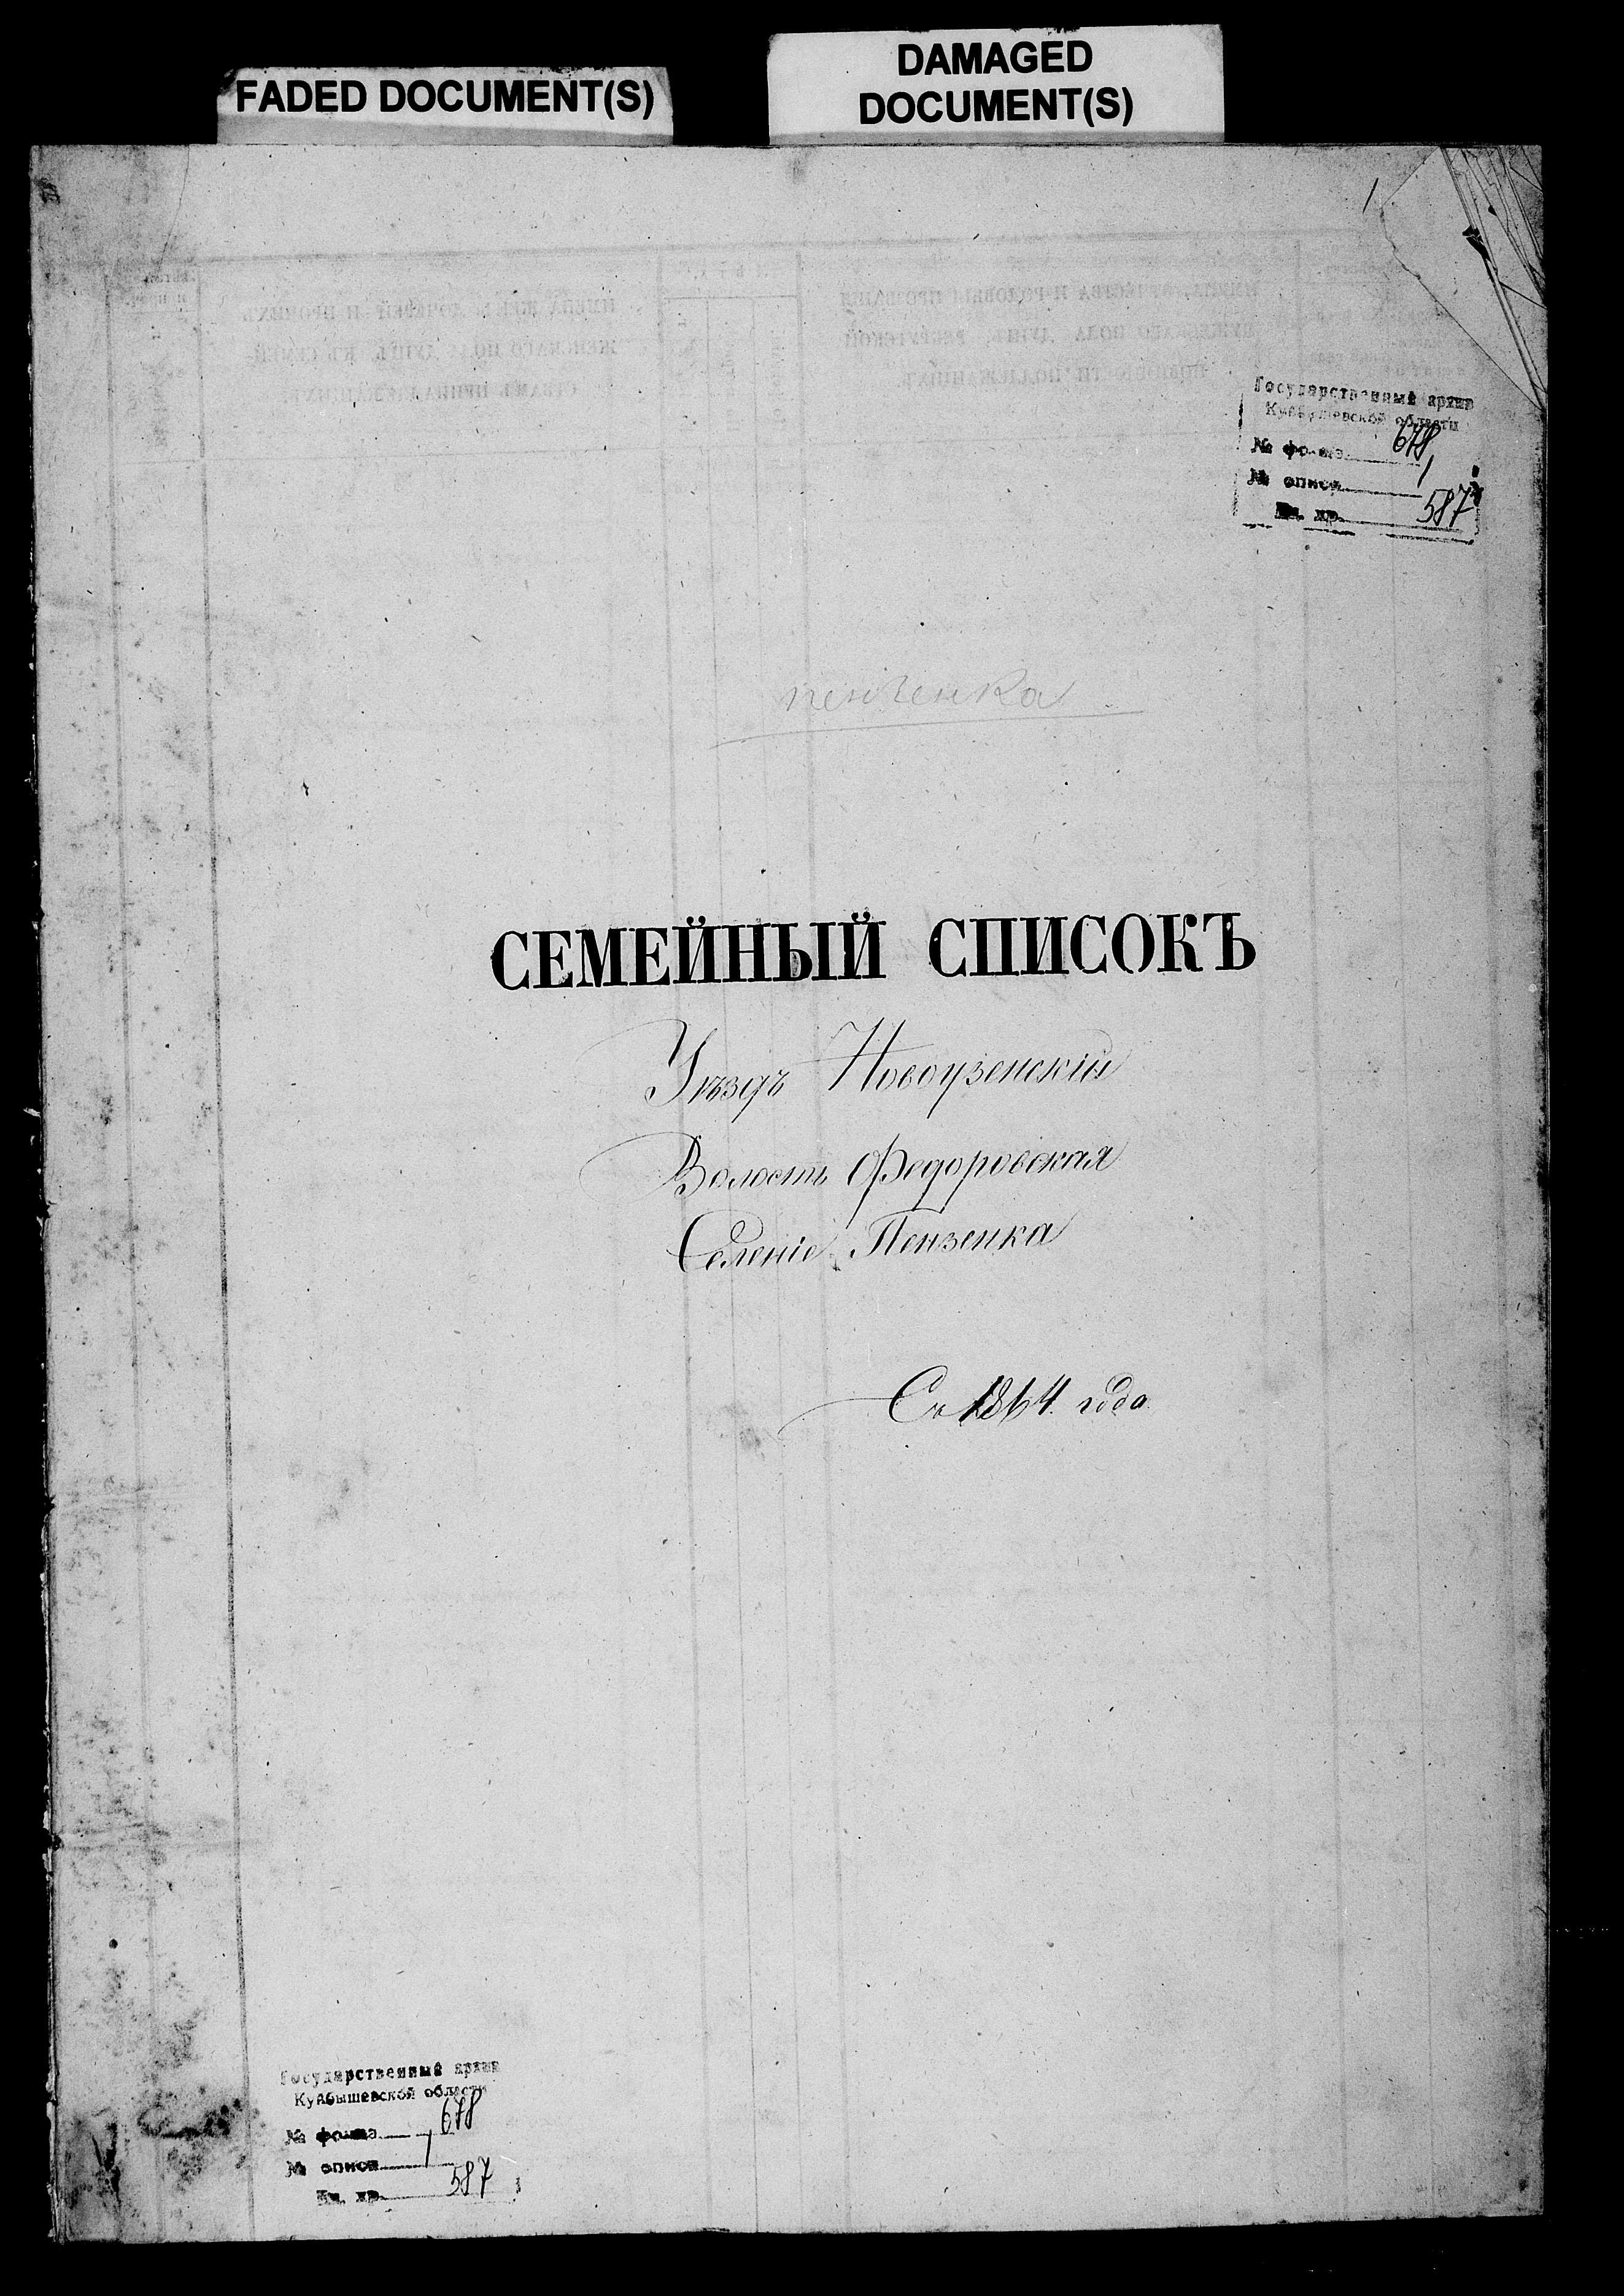 FADED DOCUMENT(S)
DAMAGED
DOCUMENT(S)
1
Государственный архив
Куйбышевской области
№ фонда 678
№ описи 1
Ед. хр. 587
СЕМЕЙНЫЙ СПИСОКЪ
Уѣздъ Новоузенскій
Волость Федоровская
Селеніе Пензенка
Съ 1864 года
Государственный архив
Куйбышевской области
№ фонда 678
№ описи 1
Ед. хр. 587